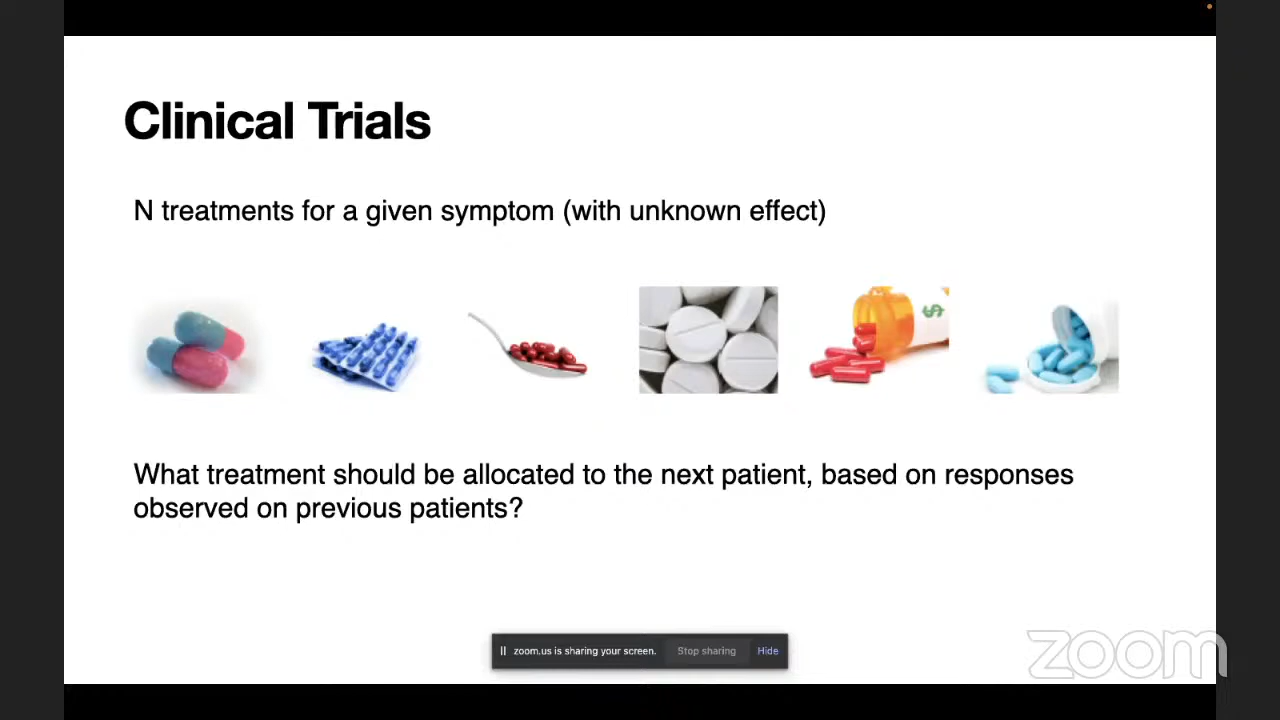 Clinical Trials
N treatments for a given symptom (with unknown effect)
$
What treatment should be allocated to the next patient, based on responses
observed on previous patients?
zoom.us is sharing your screen. Stop sharing Hide
zoom